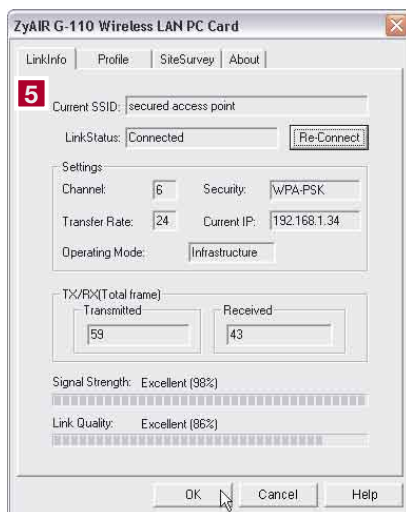 ZyAIR G-110 Wireless LAN PC Card
LinkInfo Profile SiteSurvey About
5
Current SSID: secured access point
LinkStatus: Connected Re-Connect
Settings
Channel: 6 Security: WPA-PSK
Transfer Rate: 24 Current IP: 192.168.1.34
Operating Mode: Infrastructure
TX/RX(Total frame)
Transmitted Received
59 43
Signal Strength: Excellent (98%)
Link Quality: Excellent (86%)
OK Cancel Help